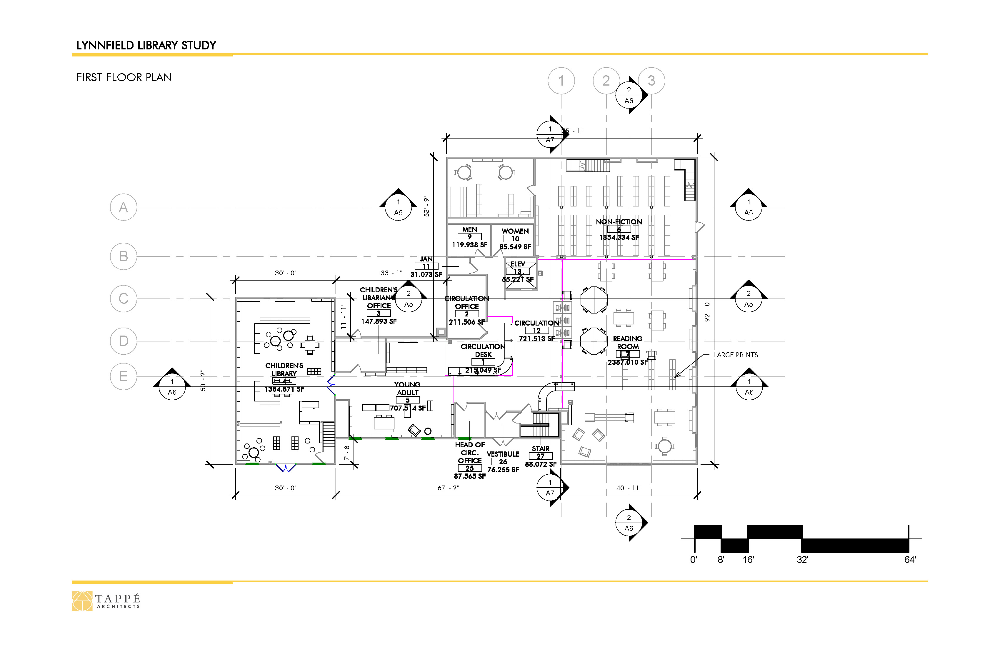 LYNNFIELD LIBRARY STUDY
FIRST FLOOR PLAN
1
2
3
2
A6
1
A7
5' - 1"
A
1
A5
53' - 9"
1
A5
NON-FICTION
6
1354.334 SF
MEN
9
119.938 SF
WOMEN
10
85.549 SF
B
JAN
11
31.073 SF
ELEV
13
55.221 SF
30' - 0"
33' - 1"
C
CHILDREN'S
LIBARIAN'S
OFFICE
3
147.893 SF
2
A5
CIRCULATION
OFFICE
2
211.506 SF
2
A5
11' - 11"
92' - 0"
CIRCULATION
12
721.513 SF
D
READING
ROOM
7
2387.010 SF
LARGE PRINTS
CIRCULATION
DESK
1
215.049 SF
E
CHILDREN'S
LIBRARY
4
1384.871 SF
50' - 2"
1
A6
1
A6
YOUNG
ADULT
5
707.514 SF
7' - 8"
HEAD OF
CIRC.
OFFICE
25
87.565 SF
VESTIBULE
26
76.255 SF
STAIR
27
88.072 SF
30' - 0"
67' - 2"
1
A7
40' - 11"
2
A6
0'
8'
16'
32'
64'
TAPPÉ
ARCHITECTS